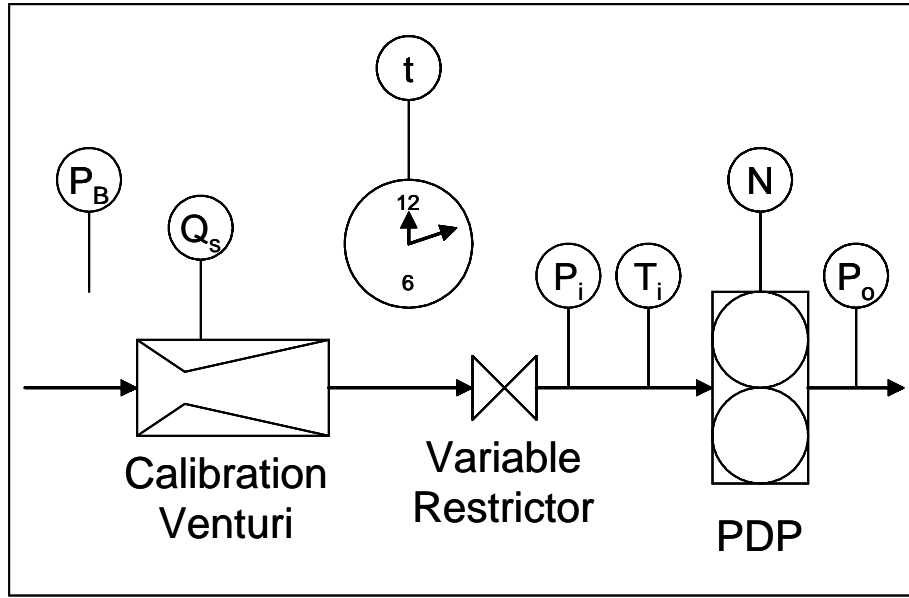 t
P_B
Q_s
12
6
P_i
T_i
N
P_o
Calibration
Venturi
Variable
Restrictor
PDP